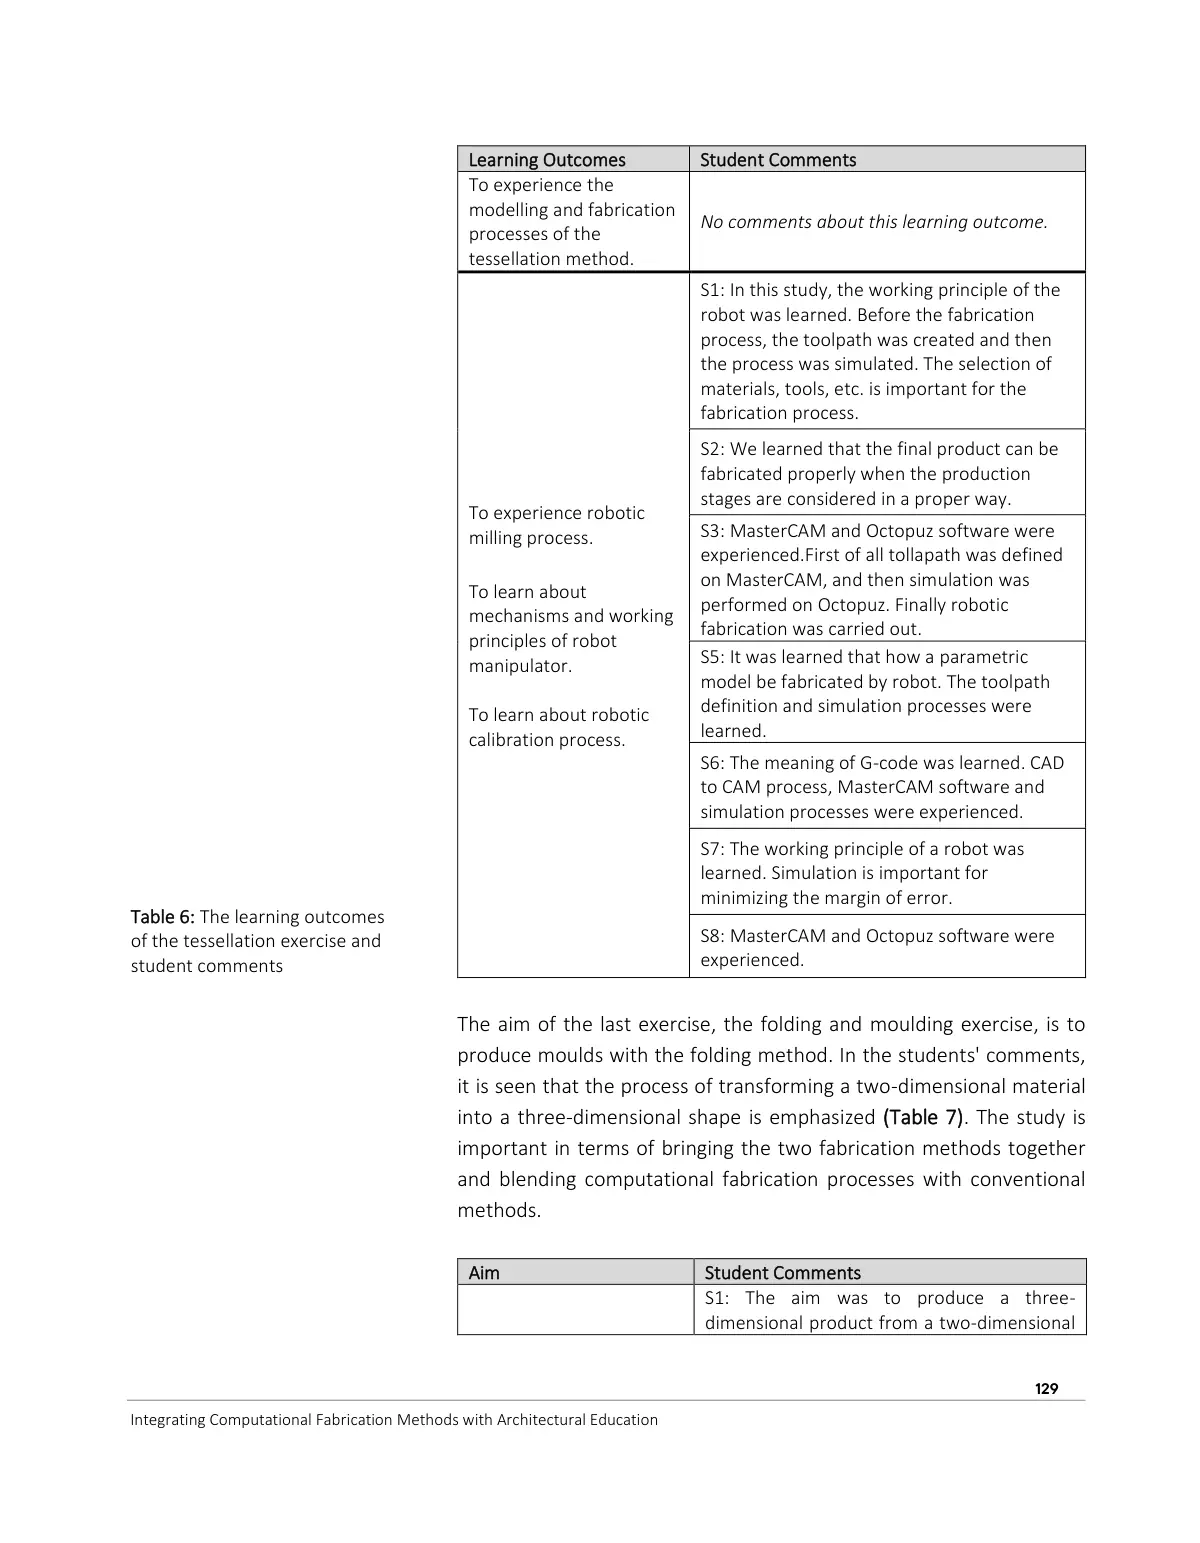 Learning Outcomes
Student Comments
To experience the
modelling and fabrication
processes of the
tessellation method.
No comments about this learning outcome.
To experience robotic
milling process.
To learn about
mechanisms and working
principles of robot
manipulator.
To learn about robotic
calibration process.
S1: In this study, the working principle of the
robot was learned. Before the fabrication
process, the toolpath was created and then
the process was simulated. The selection of
materials, tools, etc. is important for the
fabrication process.
S2: We learned that the final product can be
fabricated properly when the production
stages are considered in a proper way.
S3: MasterCAM and Octopuz software were
experienced.First of all tollapath was defined
on MasterCAM, and then simulation was
performed on Octopuz. Finally robotic
fabrication was carried out.
S5: It was learned that how a parametric
model be fabricated by robot. The toolpath
definition and simulation processes were
learned.
S6: The meaning of G-code was learned. CAD
to CAM process, MasterCAM software and
simulation processes were experienced.
S7: The working principle of a robot was
learned. Simulation is important for
minimizing the margin of error.
S8: MasterCAM and Octopuz software were
experienced.
Table 6: The learning outcomes
of the tessellation exercise and
student comments
The aim of the last exercise, the folding and moulding exercise, is to
produce moulds with the folding method. In the students' comments,
it is seen that the process of transforming a two-dimensional material
into a three-dimensional shape is emphasized (Table 7). The study is
important in terms of bringing the two fabrication methods together
and blending computational fabrication processes with conventional
methods.
Aim
Student Comments
S1: The aim was to produce a three-
dimensional product from a two-dimensional
129
Integrating Computational Fabrication Methods with Architectural Education